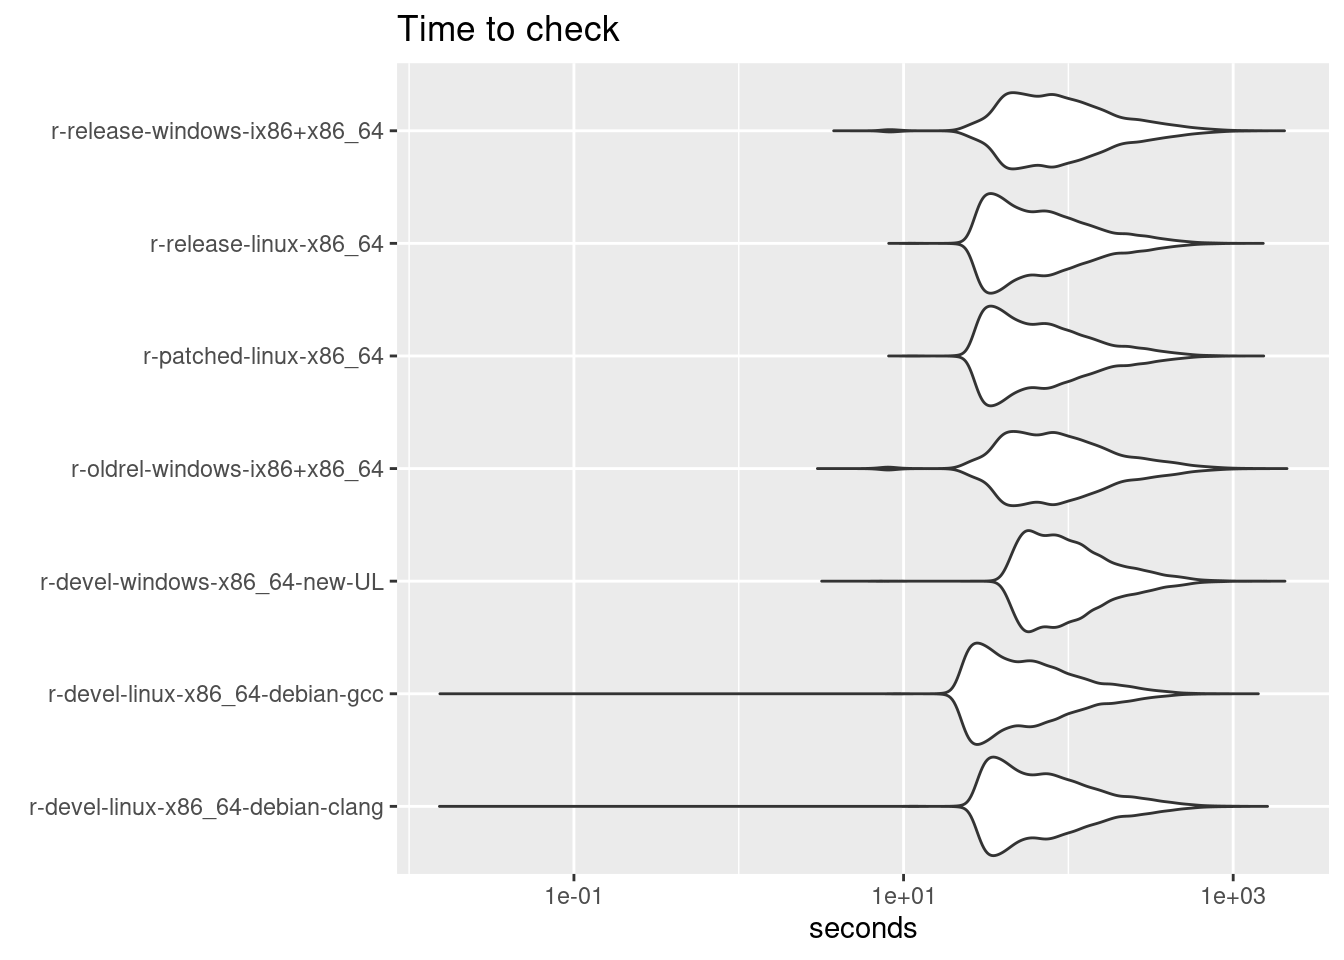 Time to check
r-release-windows-ix86+x86_64
r-release-linux-x86_64
r-patched-linux-x86_64
r-oldrel-windows-ix86+x86_64
r-devel-windows-x86_64-new-UL
r-devel-linux-x86_64-debian-gcc
r-devel-linux-x86_64-debian-clang
1e-01 1e+01 1e+03
seconds